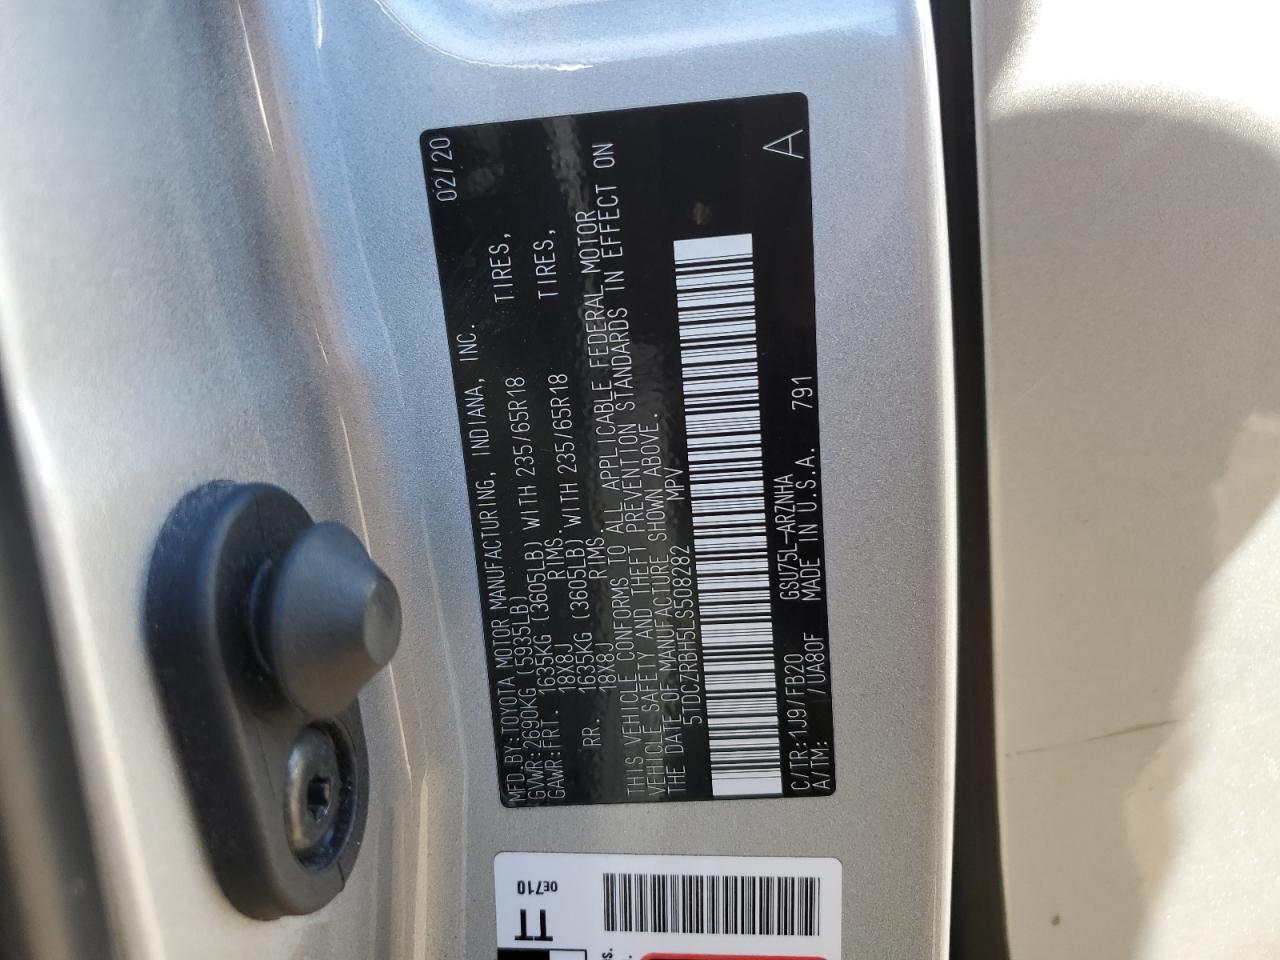 MFD.BY:TOYOTA MOTOR MANUFACTURING, INDIANA, INC. 02/20
GVWR:2690KG (5935LB)
GAWR:FRT. 1635KG (3605LB) WITH 235/65R18 TIRES,
18X8J RIMS.
RR. 1635KG (3605LB) WITH 235/65R18 TIRES,
18X8J RIMS.
THIS VEHICLE CONFORMS TO ALL APPLICABLE FEDERAL MOTOR
VEHICLE SAFETY AND THEFT PREVENTION STANDARDS IN EFFECT ON
THE DATE OF MANUFACTURE SHOWN ABOVE.
5TDCZRBH5LS508282 MPV
C/TR:1J9/FB20 GSU75L-ARZNHA
A/TM: /UA80F MADE IN U.S.A. 791
A
TT 0E710